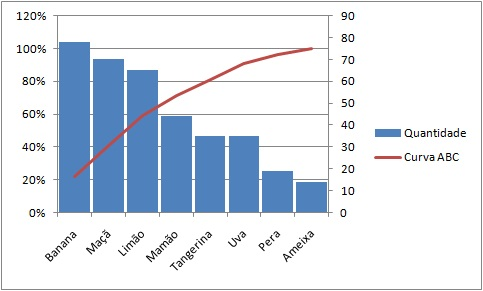 120%
100%
80%
60%
40%
20%
0%
90
80
70
60
50
40
30
20
10
0
Banana
Maçã
Limão
Mamão
Tangerina
Uva
Pera
Ameixa
Quantidade
Curva ABC